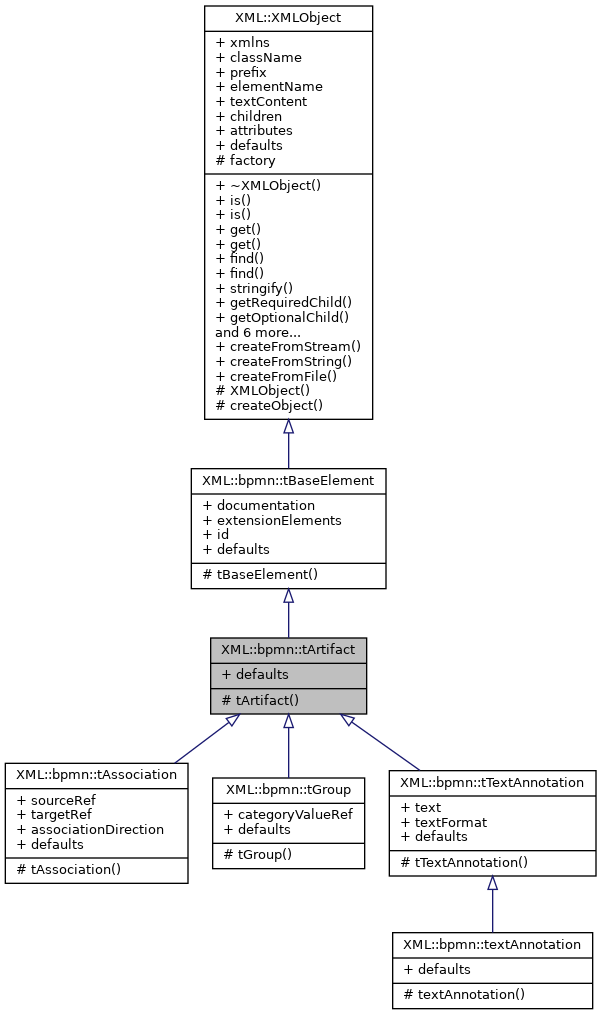 XML::XMLObject
+ xmlns
+ className
+ prefix
+ elementName
+ textContent
+ children
+ attributes
+ defaults
# factory
+ ~XMLObject()
+ is()
+ is()
+ get()
+ get()
+ find()
+ find()
+ stringify()
+ getRequiredChild()
+ getOptionalChild()
and 6 more...
+ createFromStream()
+ createFromString()
+ createFromFile()
# XMLObject()
# createObject()
XML::bpmn::tBaseElement
+ documentation
+ extensionElements
+ id
+ defaults
# tBaseElement()
XML::bpmn::tArtifact
+ defaults
# tArtifact()
XML::bpmn::tAssociation
+ sourceRef
+ targetRef
+ associationDirection
+ defaults
# tAssociation()
XML::bpmn::tGroup
+ categoryValueRef
+ defaults
# tGroup()
XML::bpmn::tTextAnnotation
+ text
+ textFormat
+ defaults
# tTextAnnotation()
XML::bpmn::textAnnotation
+ defaults
# textAnnotation()